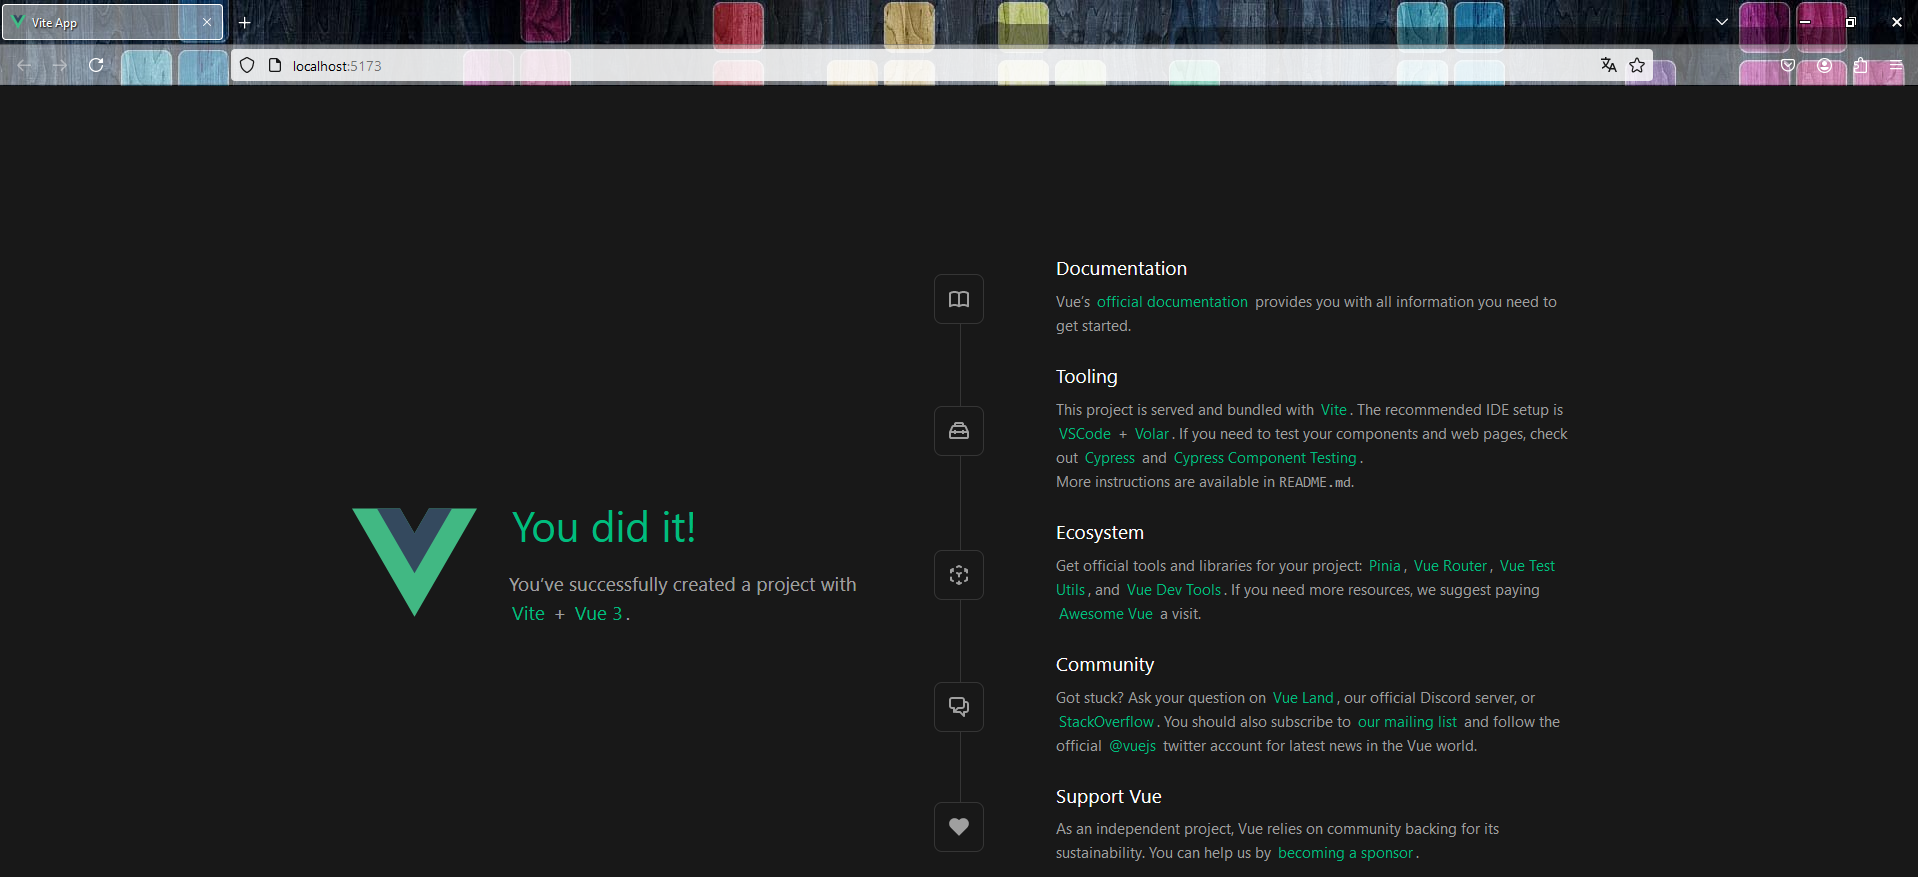 Vite App
localhost:5173
You did it!
You’ve successfully created a project with
Vite + Vue 3.
Documentation
Vue’s official documentation provides you with all information you need to
get started.
Tooling
This project is served and bundled with Vite. The recommended IDE setup is
VSCode + Volar. If you need to test your components and web pages, check
out Cypress and Cypress Component Testing.
More instructions are available in README.md.
Ecosystem
Get official tools and libraries for your project: Pinia, Vue Router, Vue Test
Utils, and Vue Dev Tools. If you need more resources, we suggest paying
Awesome Vue a visit.
Community
Got stuck? Ask your question on Vue Land, our official Discord server, or
StackOverflow. You should also subscribe to our mailing list and follow the
official @vuejs twitter account for latest news in the Vue world.
Support Vue
As an independent project, Vue relies on community backing for its
sustainability. You can help us by becoming a sponsor.